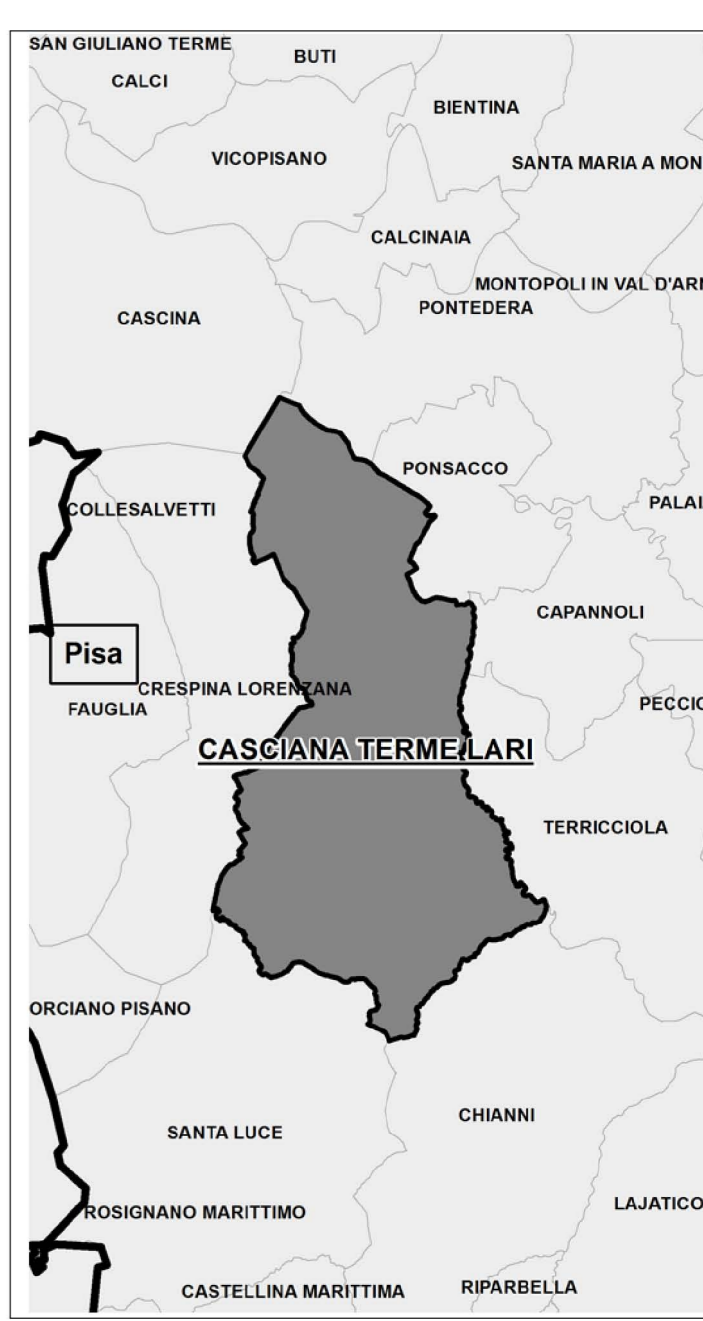 SAN GIULIANO TERME
BUTI
CALCI
BIENTINA
VICOPISANO
SANTA MARIA A MON
CALCINAIA
MONTOPOLI IN VAL D'ARN
PONTEDERA
CASCINA
PONSACCO
PALAI
COLLESALVETTI
CAPANNOLI
Pisa
CRESPINA LORENZANA
PECCIO
FAUGLIA
CASCIANA TERME LARI
TERRICCIOLA
ORCIANO PISANO
CHIANNI
SANTA LUCE
LAJATICO
ROSIGNANO MARITTIMO
RIPARBELLA
CASTELLINA MARITTIMA